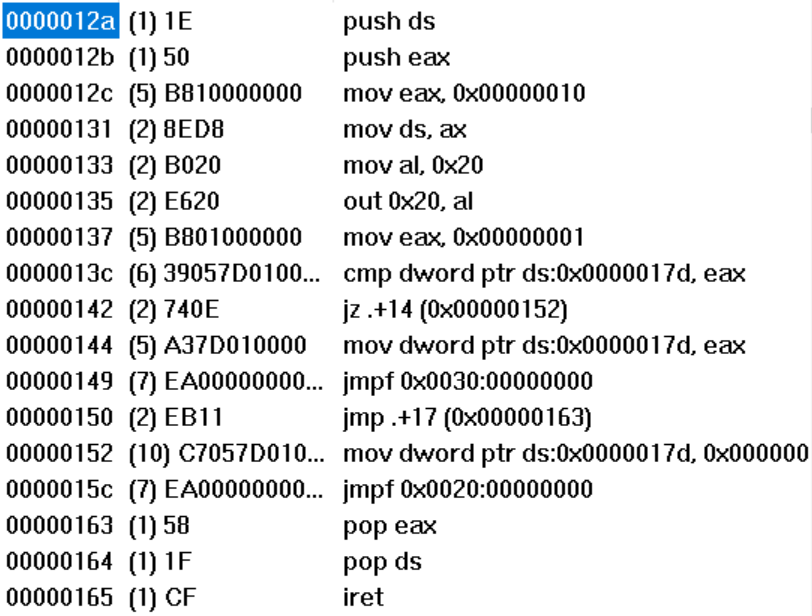 0000012a (1) 1E push ds
0000012b (1) 50 push eax
0000012c (5) B810000000 mov eax, 0x00000010
00000131 (2) 8ED8 mov ds, ax
00000133 (2) B020 mov al, 0x20
00000135 (2) E620 out 0x20, al
00000137 (5) B801000000 mov eax, 0x00000001
0000013c (6) 39057D0100... cmp dword ptr ds:0x0000017d, eax
00000142 (2) 740E jz .+14 (0x00000152)
00000144 (5) A37D010000 mov dword ptr ds:0x0000017d, eax
00000149 (7) EA00000000... jmpf 0x0030:00000000
00000150 (2) EB11 jmp .+17 (0x00000163)
00000152 (10) C7057D010... mov dword ptr ds:0x0000017d, 0x000000
0000015c (7) EA00000000... jmpf 0x0020:00000000
00000163 (1) 58 pop eax
00000164 (1) 1F pop ds
00000165 (1) CF iret